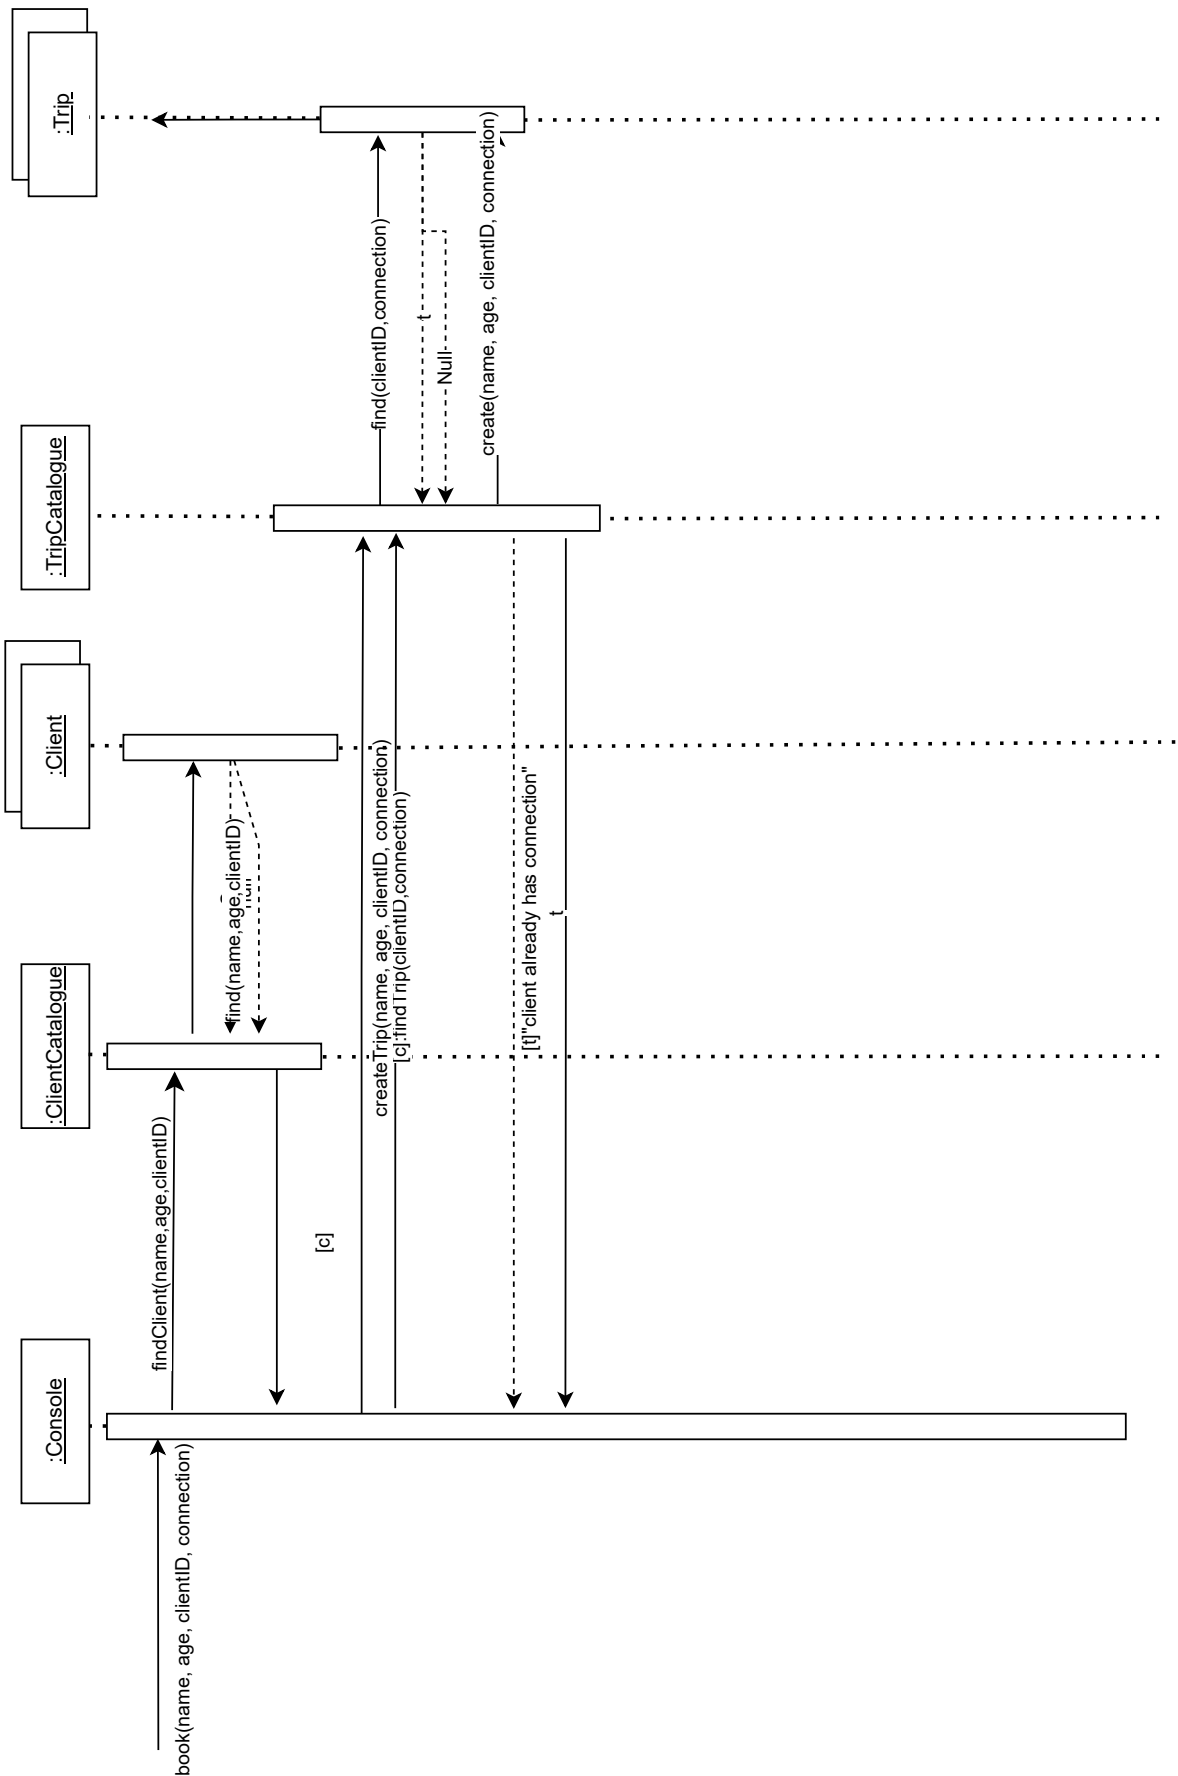 :Console
:ClientCatalogue
:Client
:TripCatalogue
:Trip
book(name, age, clientID, connection)
findClient(name,age,clientID)
find(name,age,clientID)
null
[c]
createTrip(name, age, clientID, connection)
[c]:findTrip(clientID,connection)
find(clientID,connection)
t
Null
create(name, age, clientID, connection)
[t]"client already has connection"
t